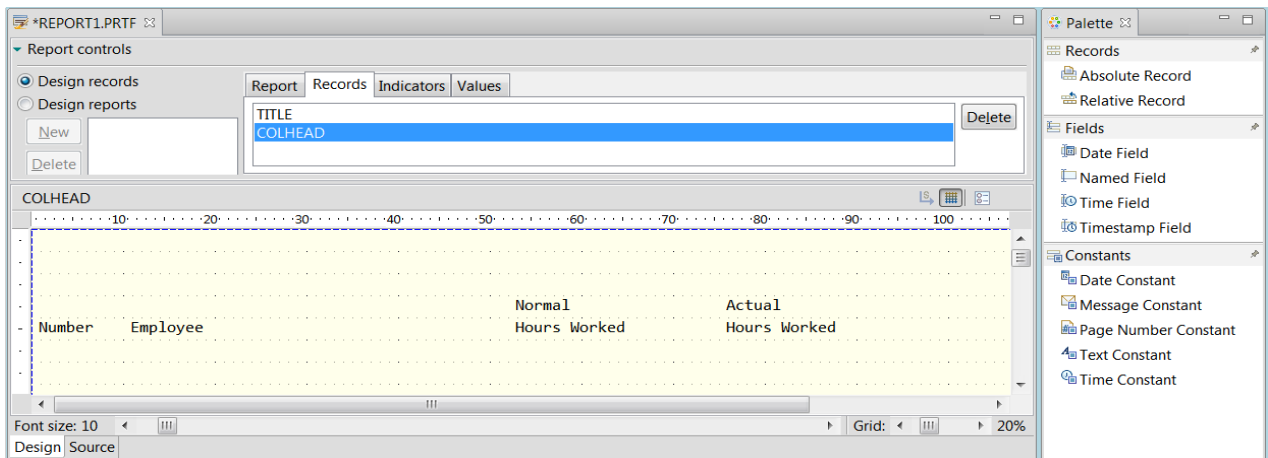 *REPORT1.PRTF
Report controls
Design records
Design reports
New
Delete
Report Records Indicators Values
TITLE
COLHEAD
Delete
COLHEAD
10 20 30 40 50 60 70 80 90 100
Normal Actual
Number Employee Hours Worked Hours Worked
Font size: 10
Grid: 20%
Design Source
Palette
Records
Absolute Record
Relative Record
Fields
Date Field
Named Field
Time Field
Timestamp Field
Constants
Date Constant
Message Constant
Page Number Constant
Text Constant
Time Constant